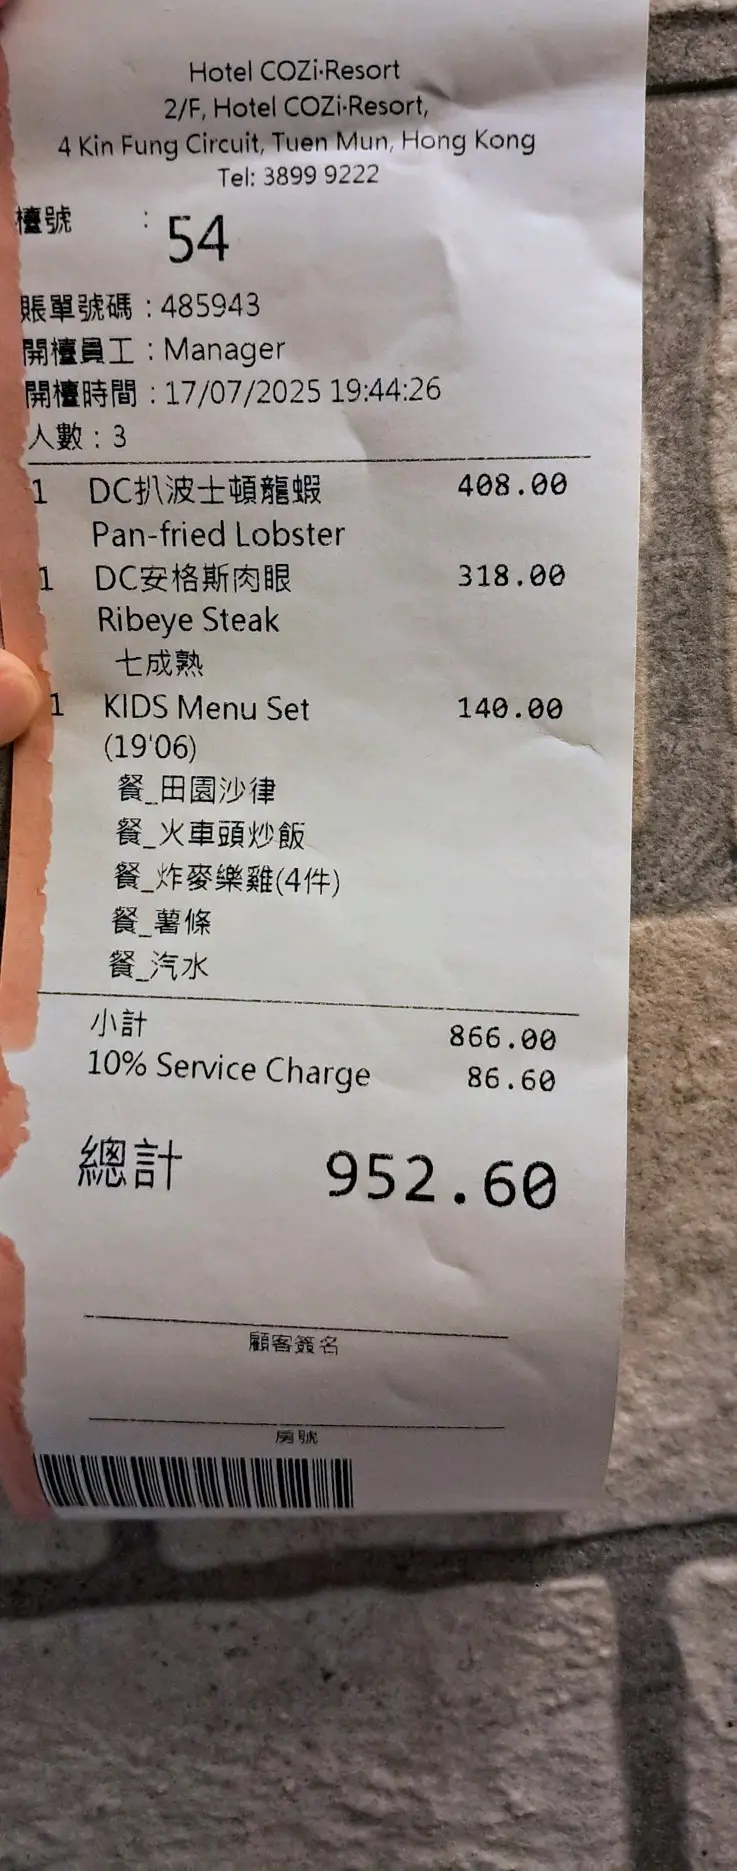 Hotel COZi·Resort
2/F, Hotel COZi·Resort,
4 Kin Fung Circuit, Tuen Mun, Hong Kong
Tel: 3899 9222
檯號 : 54
賬單號碼 : 485943
開檯員工 : Manager
開檯時間 : 17/07/2025 19:44:26
人數 : 3
1 DC扒波士頓龍蝦 408.00
Pan-fried Lobster
1 DC安格斯肉眼 318.00
Ribeye Steak
七成熟
1 KIDS Menu Set 140.00
(19'06)
餐_田園沙律
餐_火車頭炒飯
餐_炸麥樂雞(4件)
餐_薯條
餐_汽水
小計 866.00
10% Service Charge 86.60
總計 952.60
顧客簽名
房號